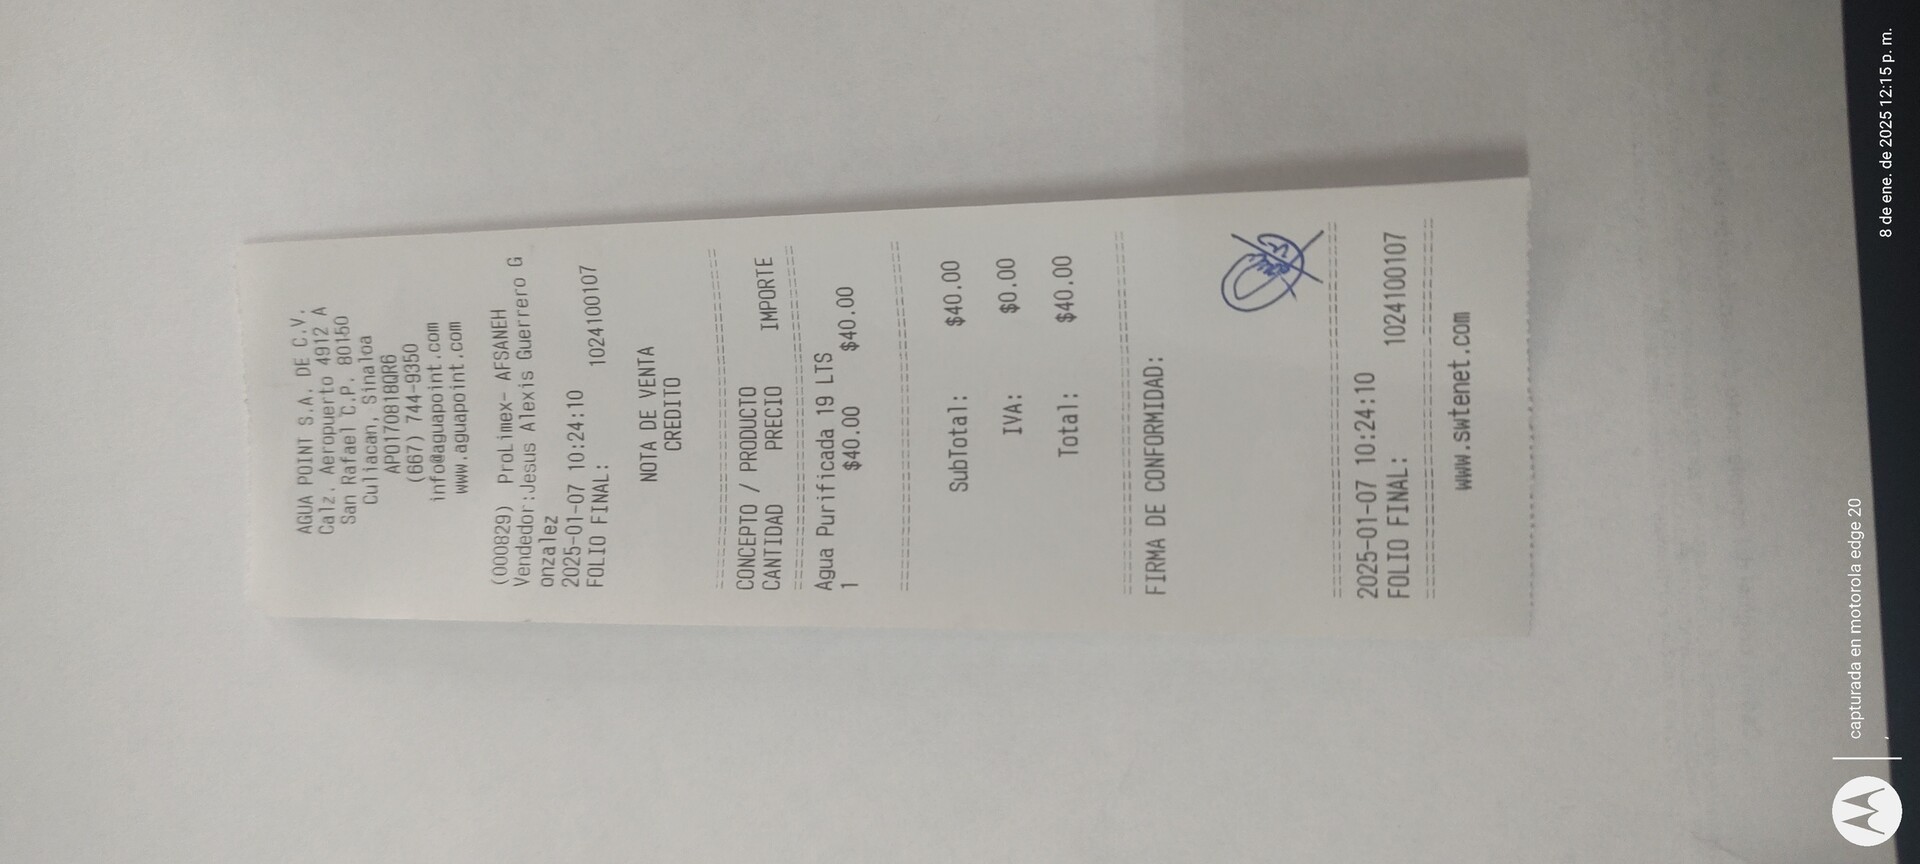 AGUA POINT S.A. DE C.V.
Calz. Aeropuerto 4912 A
San Rafael C.P. 80150
Culiacan, Sinaloa
APO170818QR6
(667) 744-9350
info@aguapoint.com
www.aguapoint.com
(000829) ProLimex- AFSANEH
Vendedor:Jesus Alexis Guerrero G
onzalez
2025-01-07 10:24:10
FOLIO FINAL: 1024100107
NOTA DE VENTA
CREDITO
CONCEPTO / PRODUCTO
CANTIDAD PRECIO IMPORTE
Agua Purificada 19 LTS
1 $40.00 $40.00
SubTotal: $40.00
IVA: $0.00
Total: $40.00
FIRMA DE CONFORMIDAD:
2025-01-07 10:24:10
FOLIO FINAL: 1024100107
www.swtenet.com
capturada en motorola edge 20
8 de ene. de 2025 12:15 p. m.